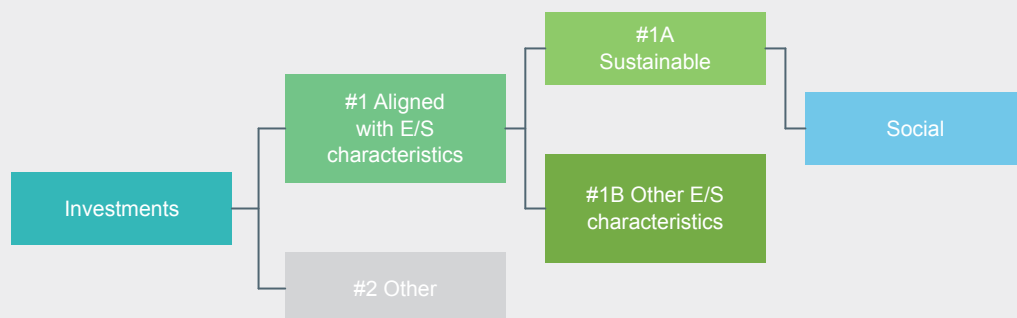 Investments
#1 Aligned
with E/S
characteristics
#2 Other
#1A
Sustainable
#1B Other E/S
characteristics
Social